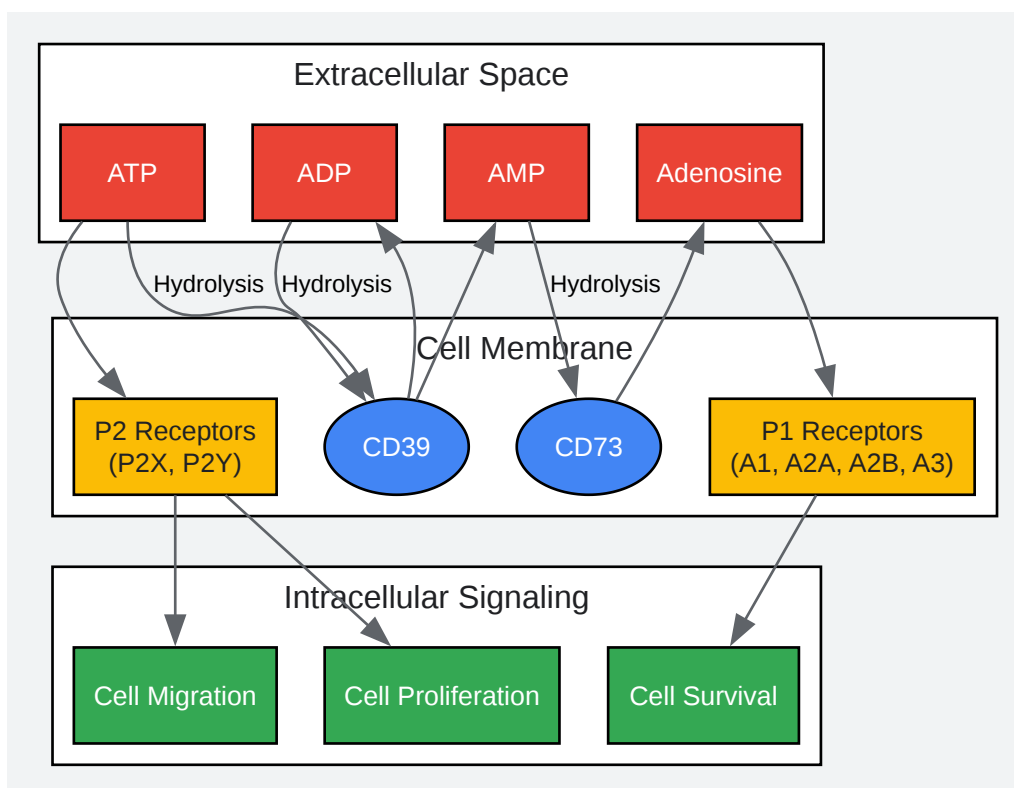 Extracellular Space
ATP
ADP
AMP
Adenosine
Hydrolysis
Hydrolysis
Hydrolysis
Cell Membrane
P2 Receptors
(P2X, P2Y)
CD39
CD73
P1 Receptors
(A1, A2A, A2B, A3)
Intracellular Signaling
Cell Migration
Cell Proliferation
Cell Survival